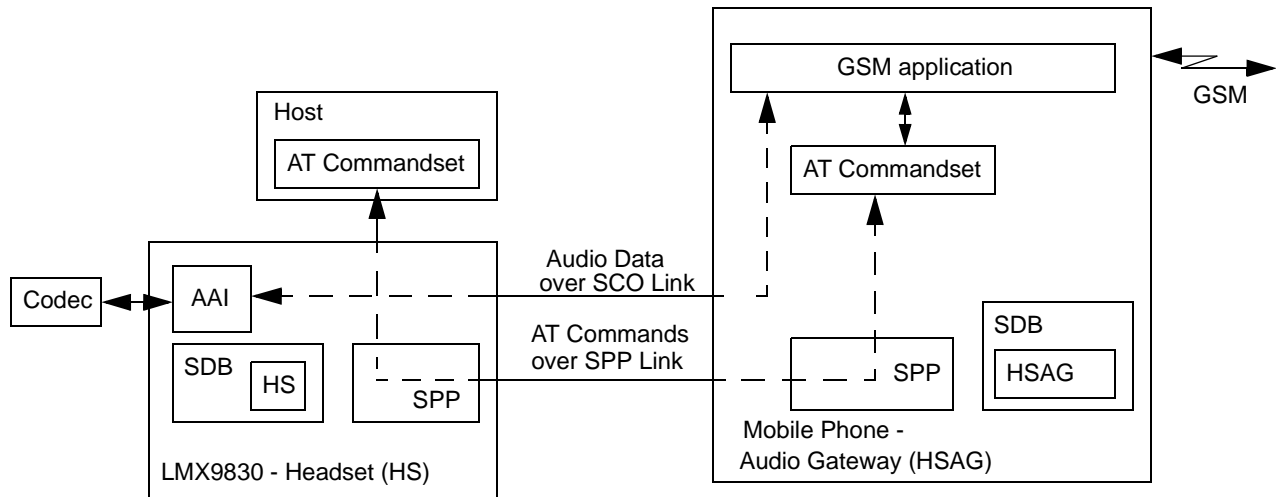 GSM application
GSM
Host
AT Commandset
AT Commandset
Audio Data
over SCO Link
Codec
AAI
AT Commands
over SPP Link
SDB
HS
SPP
SPP
SDB
HSAG
Mobile Phone -
Audio Gateway (HSAG)
LMX9830 - Headset (HS)